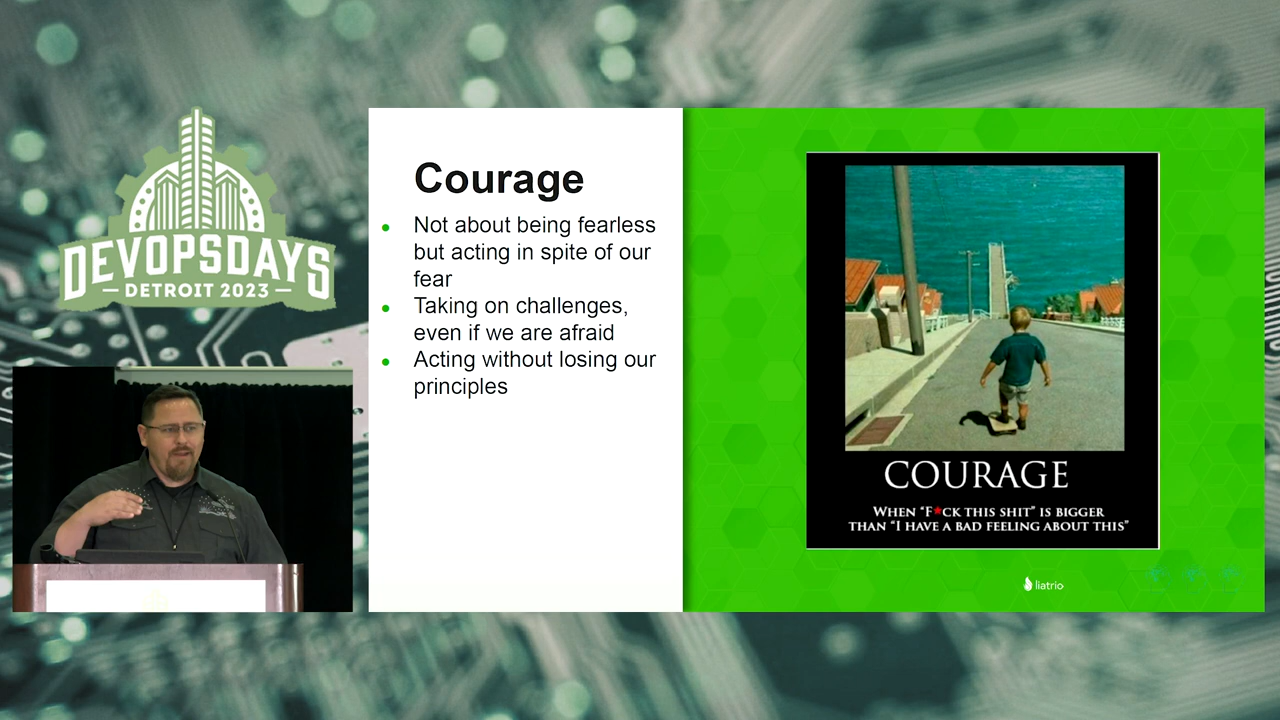 DEVOPSDAYS
DETROIT 2023
Courage
Not about being fearless
but acting in spite of our
fear
Taking on challenges,
even if we are afraid
Acting without losing our
principles
COURAGE
WHEN "F*CK THIS SHIT" IS BIGGER
THAN "I HAVE A BAD FEELING ABOUT THIS"
liatrio